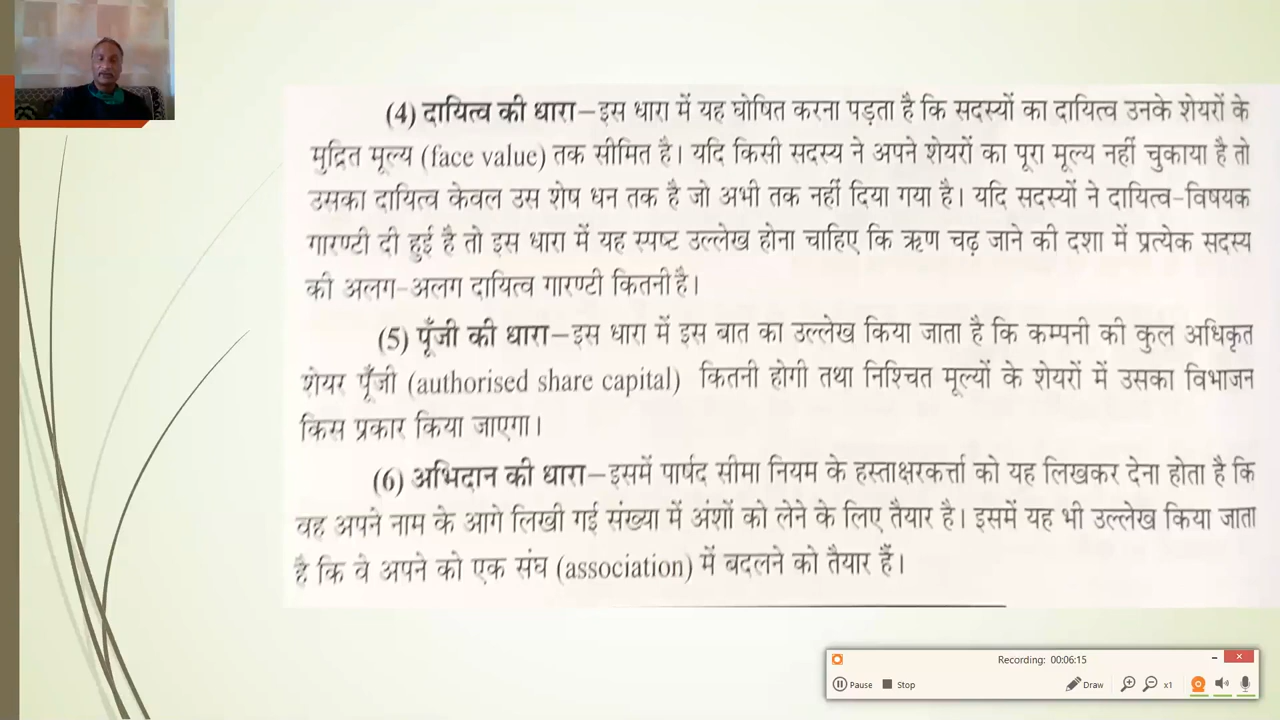 (4) दायित्व की धारा–इस धारा में यह घोषित करना पड़ता है कि सदस्यों का दायित्व उनके शेयरों के
मुद्रित मूल्य (face value) तक सीमित है। यदि किसी सदस्य ने अपने शेयरों का पूरा मूल्य नहीं चुकाया है तो
उसका दायित्व केवल उस शेष धन तक है जो अभी तक नहीं दिया गया है। यदि सदस्यों ने दायित्व-विषयक
गारण्टी दी हुई है तो इस धारा में यह स्पष्ट उल्लेख होना चाहिए कि ऋण चढ़ जाने की दशा में प्रत्येक सदस्य
की अलग-अलग दायित्व गारण्टी कितनी है।
(5) पूँजी की धारा–इस धारा में इस बात का उल्लेख किया जाता है कि कम्पनी की कुल अधिकृत
शेयर पूँजी (authorised share capital) कितनी होगी तथा निश्चित मूल्यों के शेयरों में उसका विभाजन
किस प्रकार किया जाएगा।
(6) अभिदान की धारा–इसमें पार्षद सीमा नियम के हस्ताक्षरकर्त्ता को यह लिखकर देना होता है कि
वह अपने नाम के आगे लिखी गई संख्या में अंशों को लेने के लिए तैयार है। इसमें यह भी उल्लेख किया जाता
है कि वे अपने को एक संघ (association) में बदलने को तैयार हैं।
Recording: 00:06:15
Pause Stop Draw x1